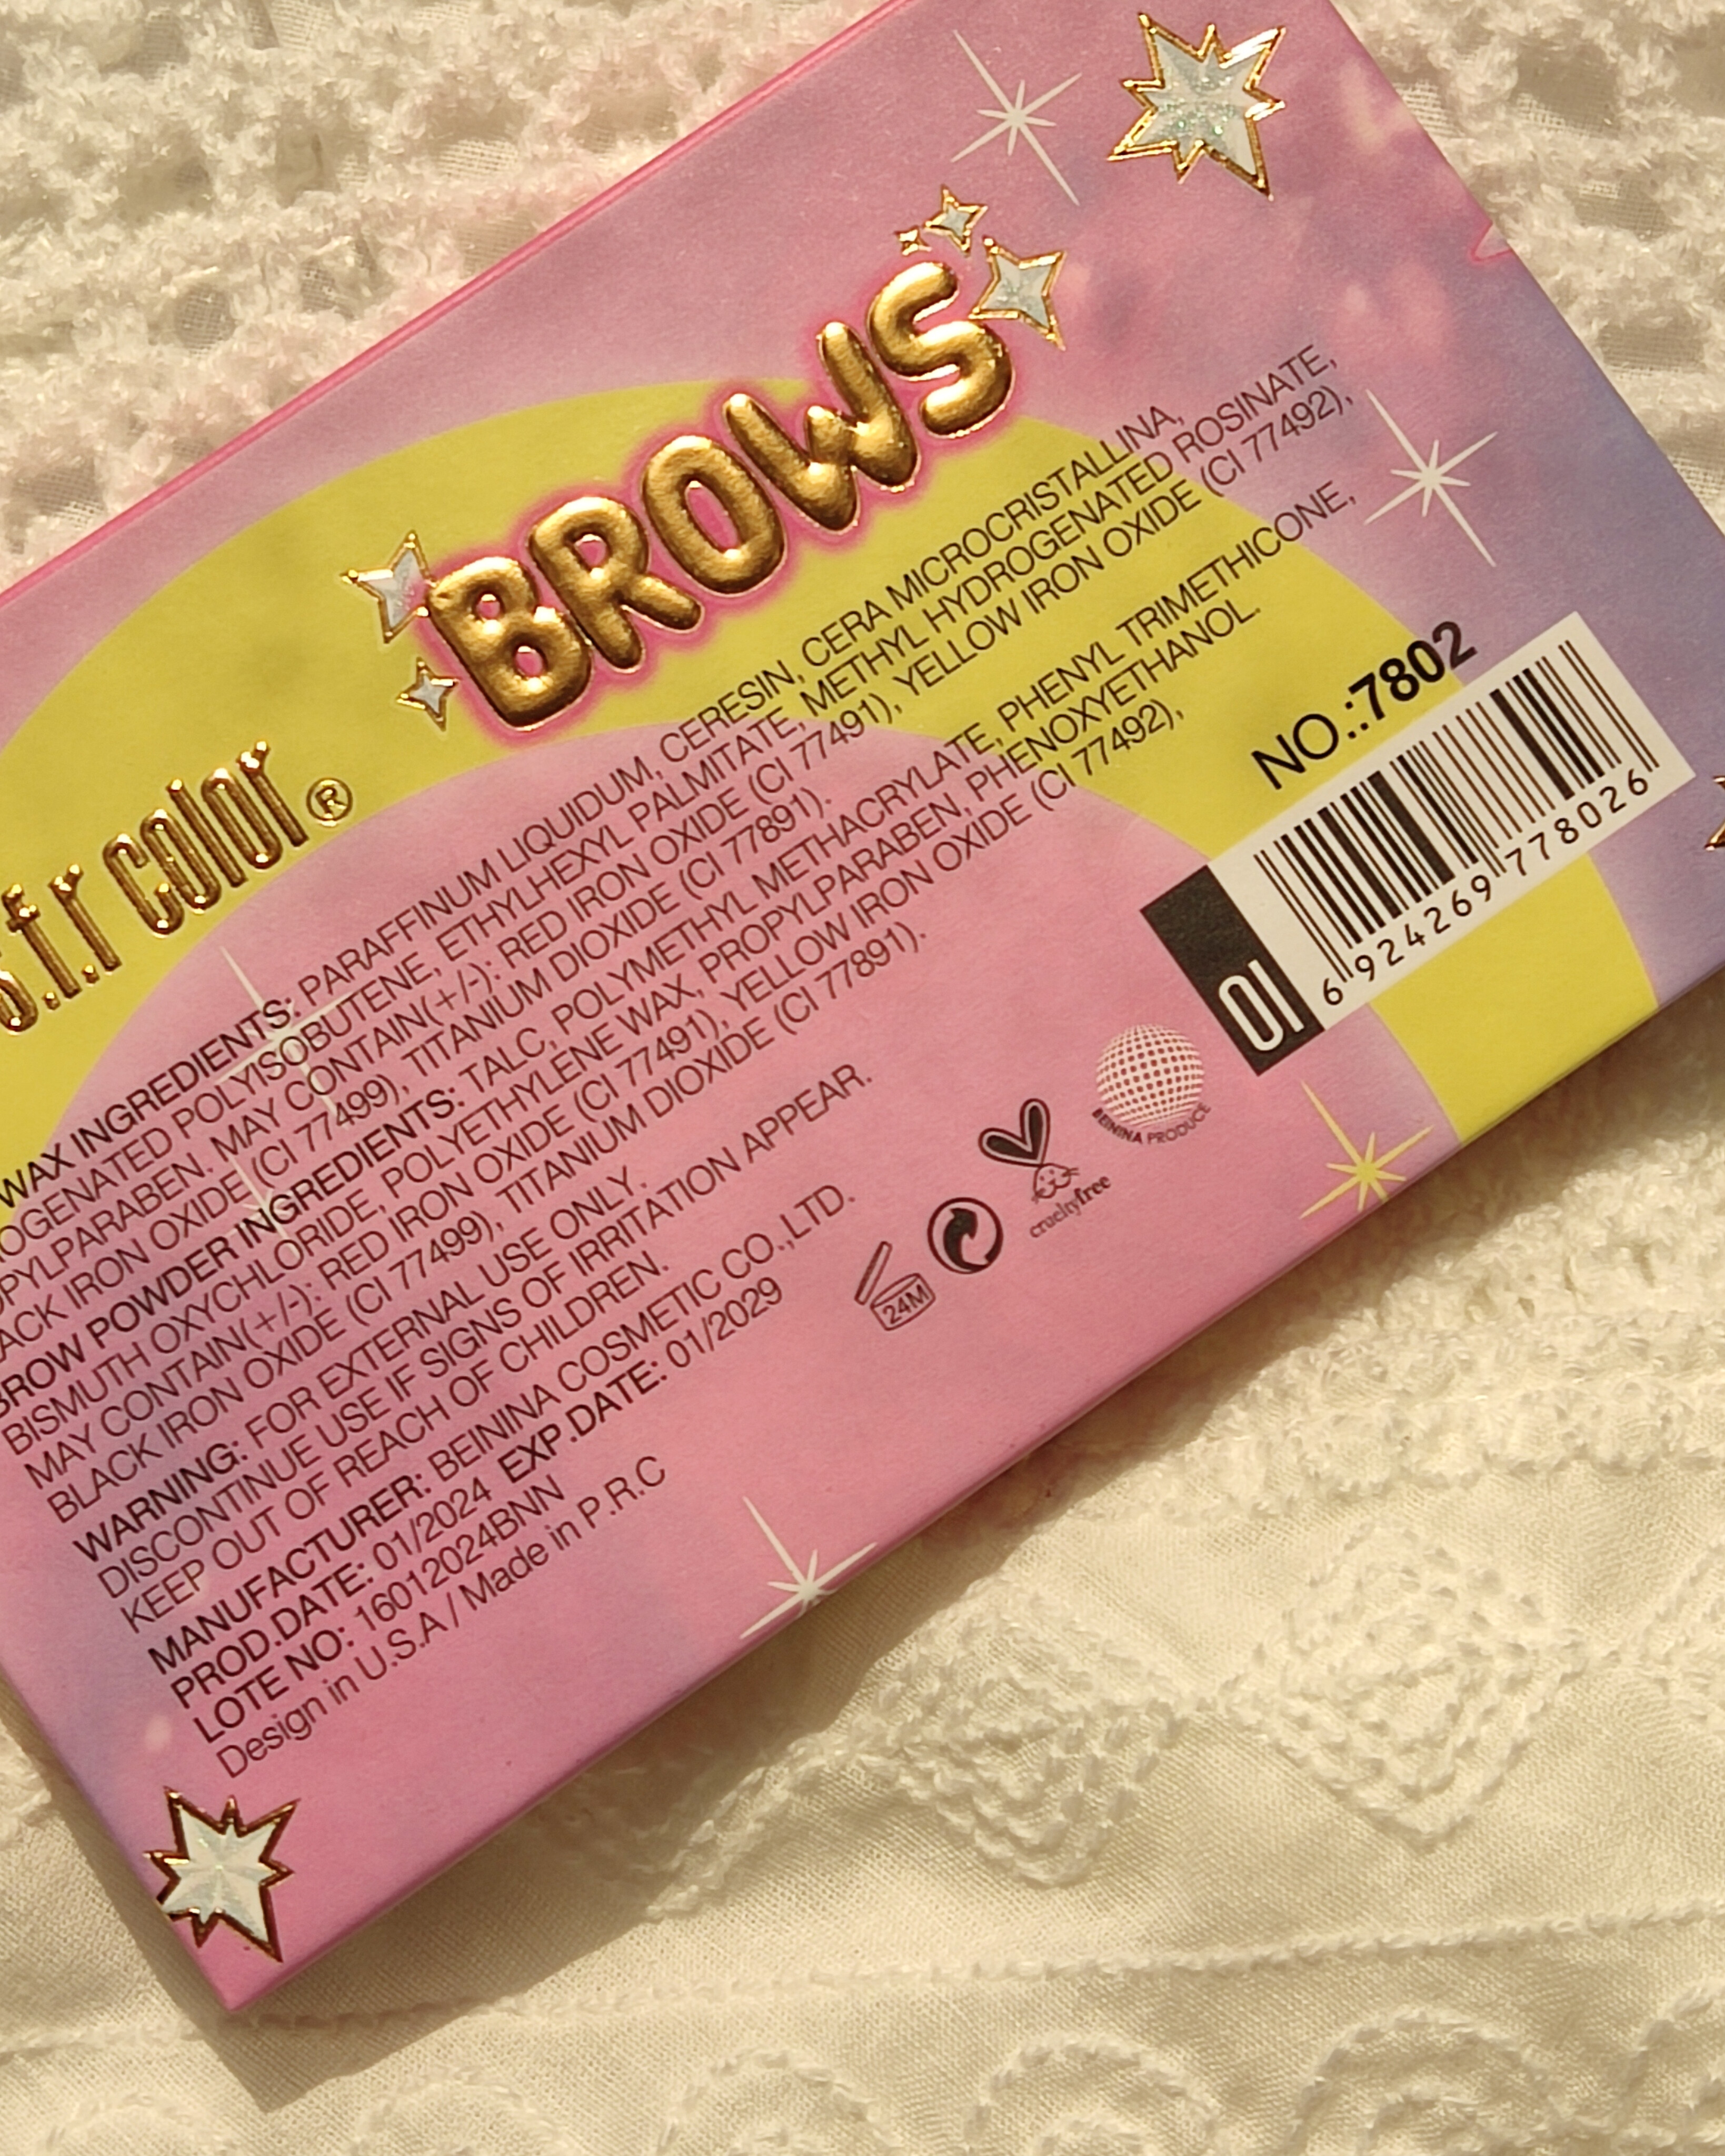 BROWS
s.f.r color®
WAX INGREDIENTS: PARAFFINUM LIQUIDUM, CERESIN, CERA MICROCRISTALLINA,
OGENATED POLYISOBUTENE, ETHYLHEXYL PALMITATE, METHYL HYDROGENATED ROSINATE,
OPYLPARABEN. MAY CONTAIN(+/-): RED IRON OXIDE (CI 77491), YELLOW IRON OXIDE (CI 77492),
ACK IRON OXIDE (CI 77499), TITANIUM DIOXIDE (CI 77891).
BROW POWDER INGREDIENTS: TALC, POLYMETHYL METHACRYLATE, PHENYL TRIMETHICONE,
BISMUTH OXYCHLORIDE, POLYETHYLENE WAX, PROPYLPARABEN, PHENOXYETHANOL.
MAY CONTAIN(+/-): RED IRON OXIDE (CI 77491), YELLOW IRON OXIDE (CI 77492),
BLACK IRON OXIDE (CI 77499), TITANIUM DIOXIDE (CI 77891).
WARNING: FOR EXTERNAL USE ONLY.
DISCONTINUE USE IF SIGNS OF IRRITATION APPEAR.
KEEP OUT OF REACH OF CHILDREN.
MANUFACTURER: BEININA COSMETIC CO.,LTD.
PROD.DATE: 01/2024 EXP.DATE: 01/2029
LOTE NO: 16012024BNN
Design in U.S.A / Made in P.R.C
24M
crueltyfree
BEININA PRODUCE
NO.:7802
01
6 924269 778026